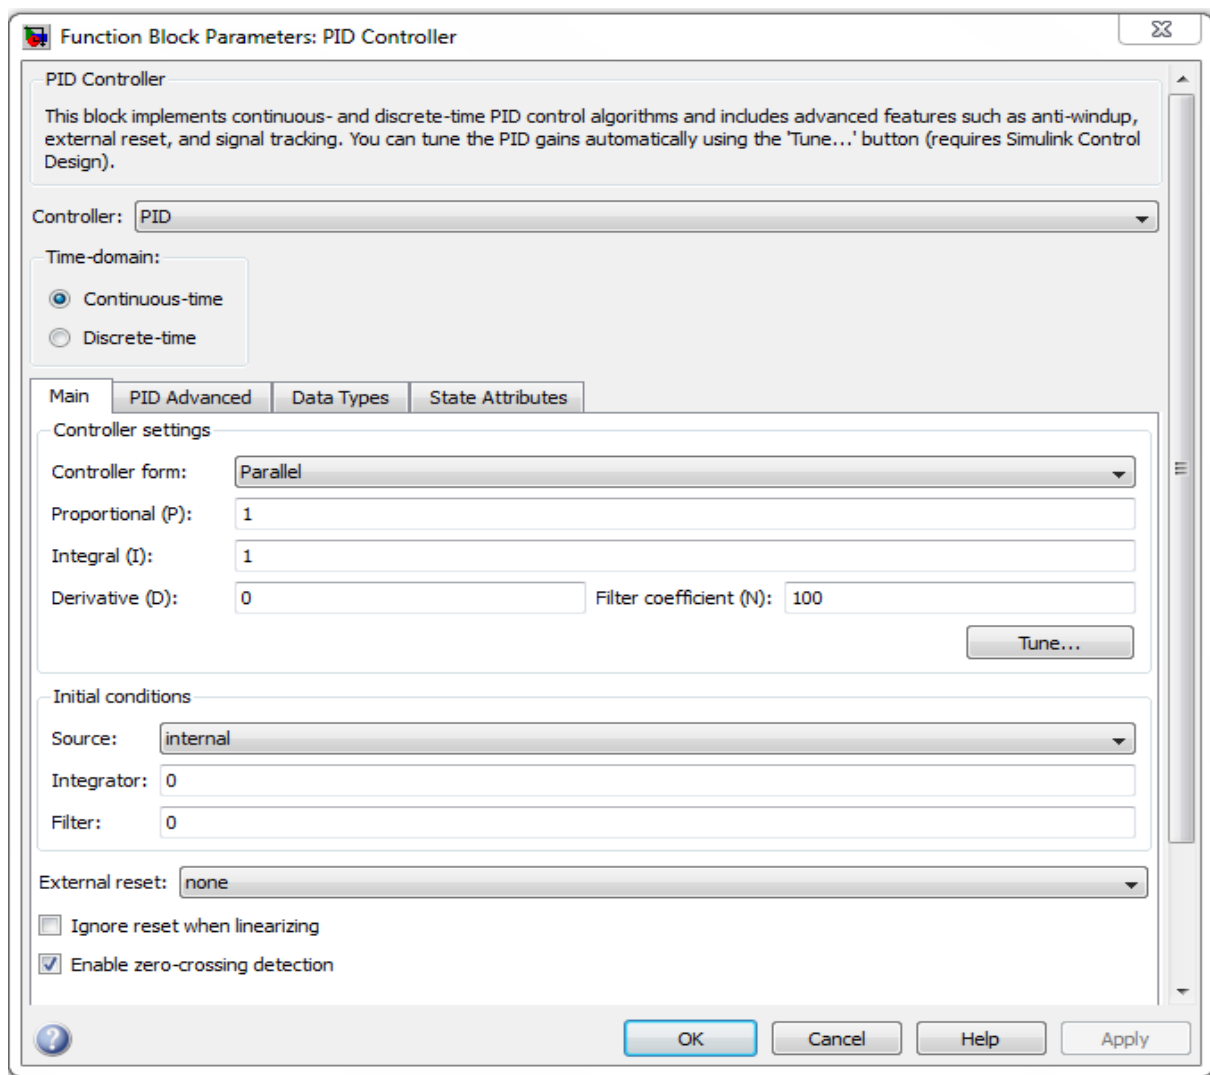 Function Block Parameters: PID Controller
PID Controller
This block implements continuous- and discrete-time PID control algorithms and includes advanced features such as anti-windup,
external reset, and signal tracking. You can tune the PID gains automatically using the 'Tune...' button (requires Simulink Control
Design).
Controller: PID
Time-domain:
Continuous-time
Discrete-time
Main PID Advanced Data Types State Attributes
Controller settings
Controller form: Parallel
Proportional (P): 1
Integral (I): 1
Derivative (D): 0 Filter coefficient (N): 100
Tune...
Initial conditions
Source: internal
Integrator: 0
Filter: 0
External reset: none
Ignore reset when linearizing
Enable zero-crossing detection
? OK Cancel Help Apply